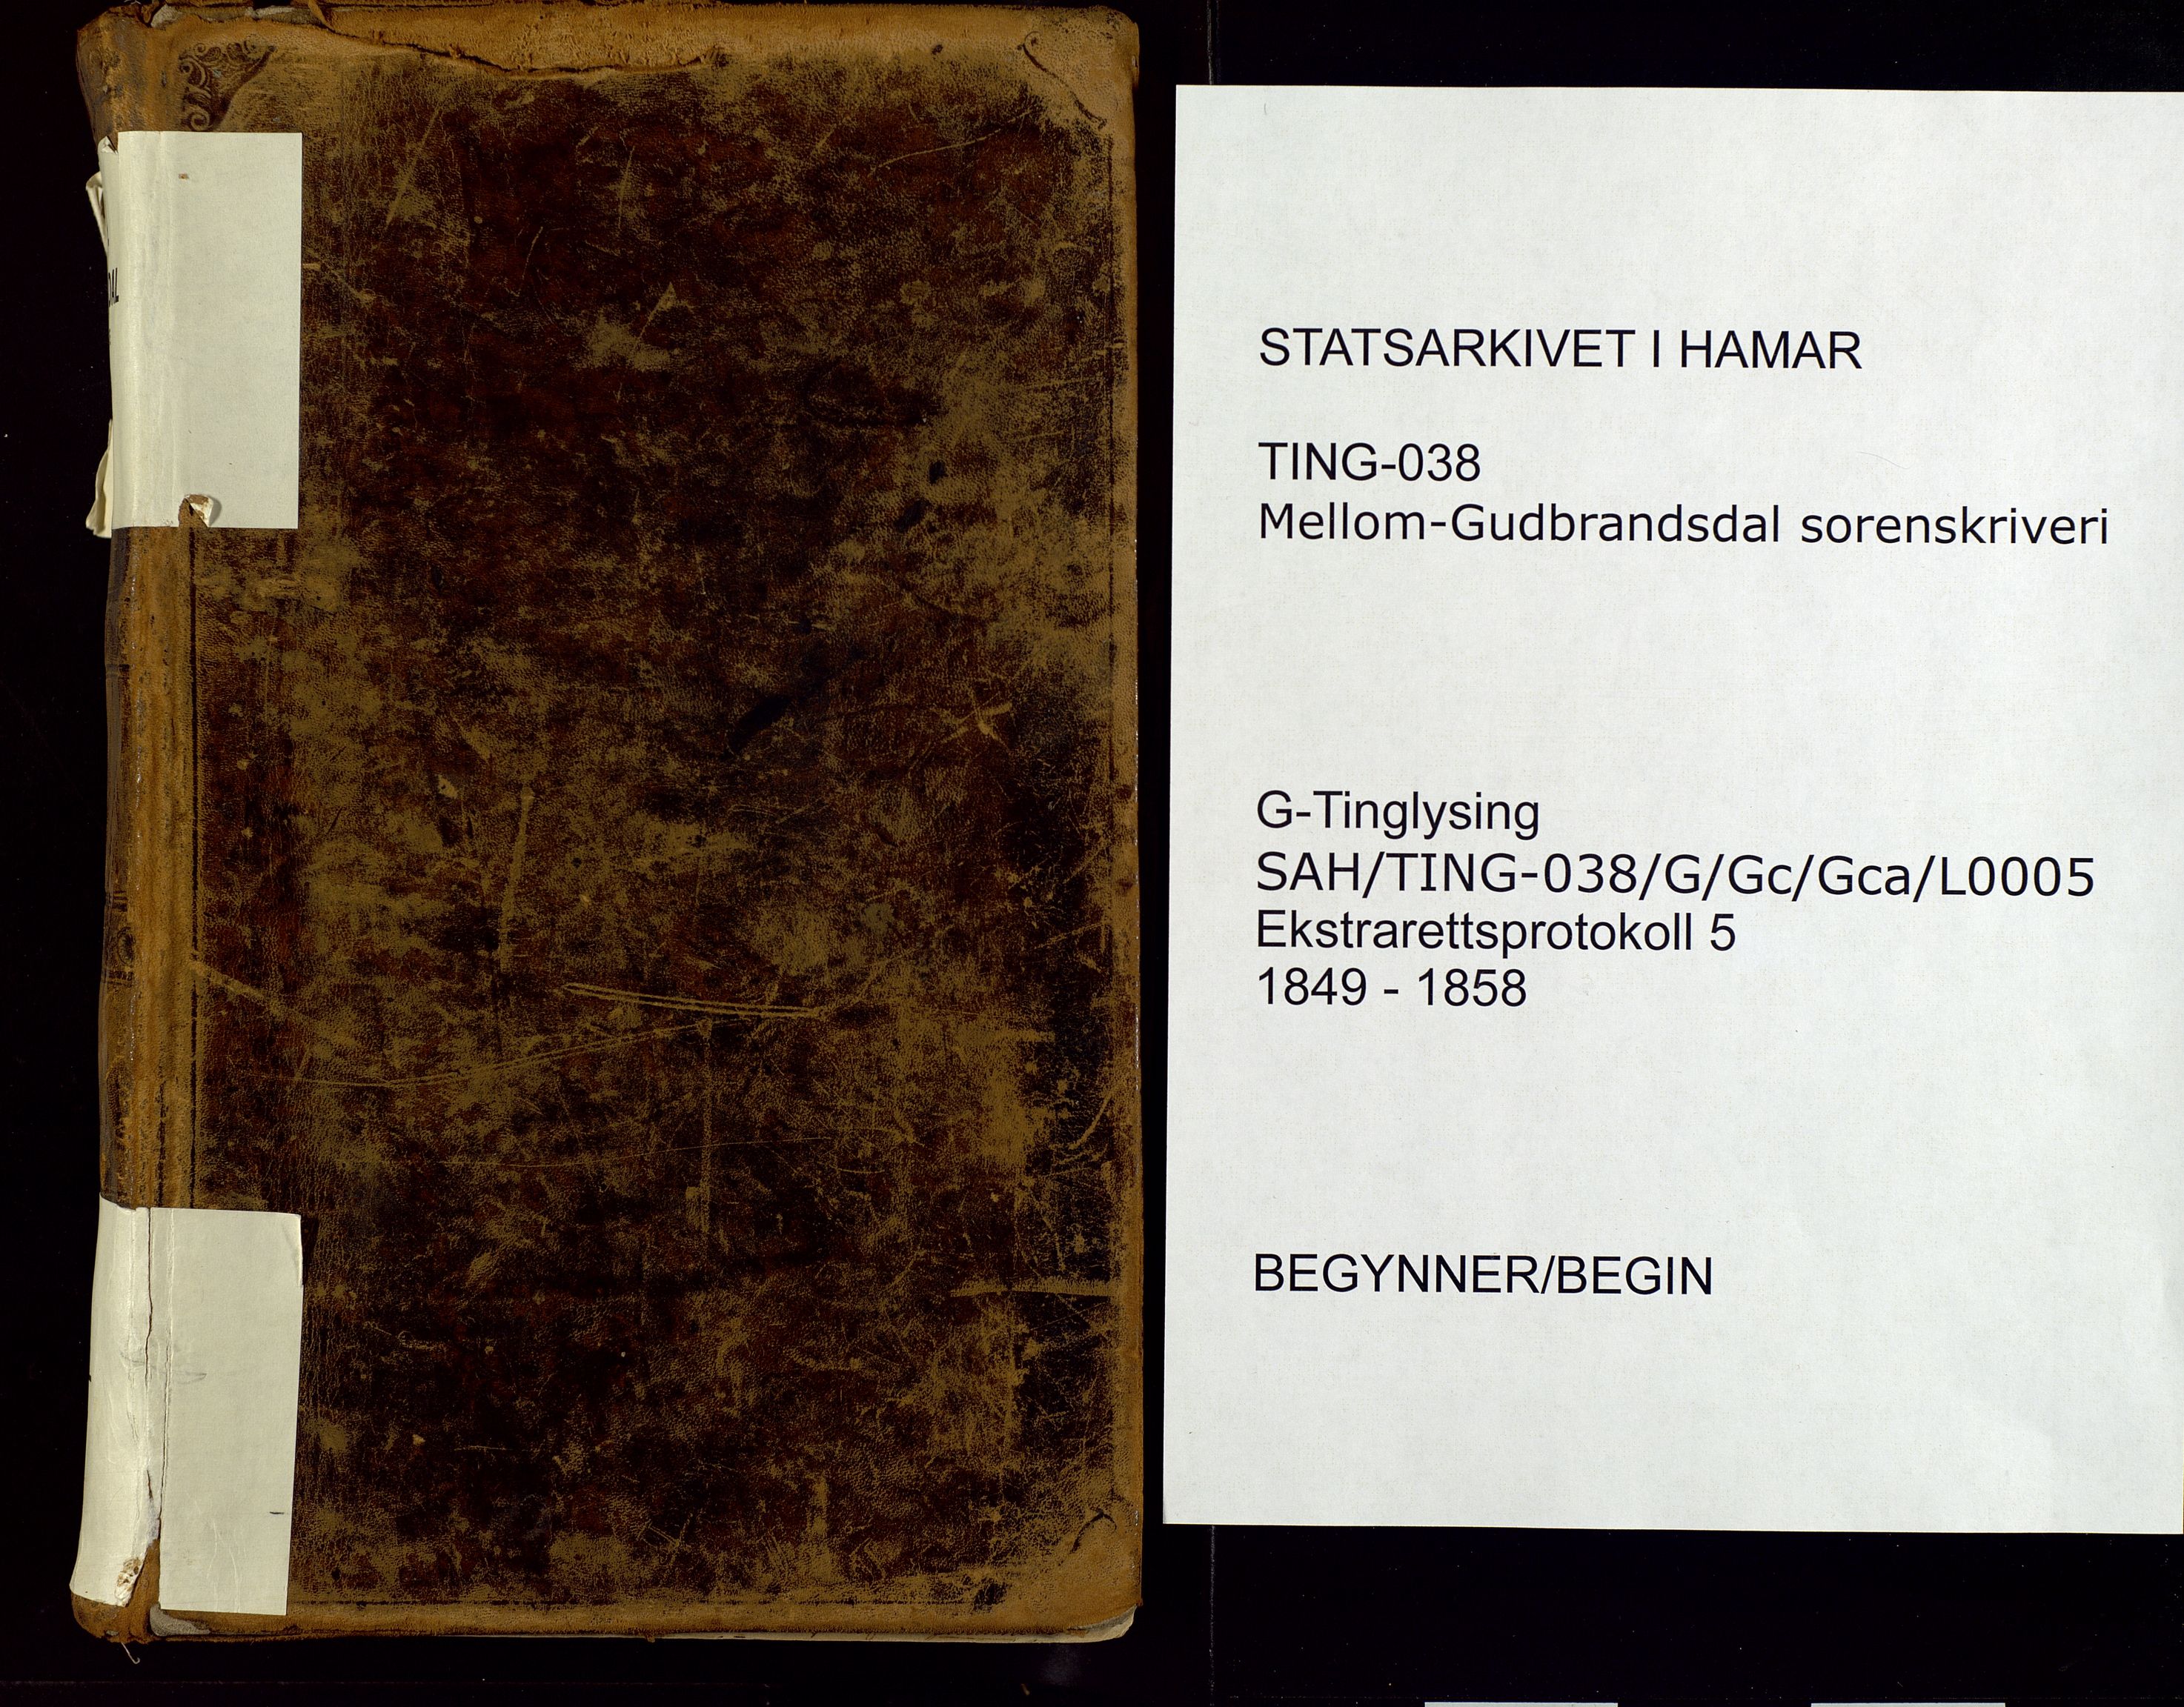 STATSARKIVET I HAMAR
TING-038
Mellom-Gudbrandsdal sorenskriveri
G-Tinglysing
SAH/TING-038/G/Gc/Gca/L0005
Ekstrarettsprotokoll 5
1849 - 1858
BEGYNNER/BEGIN